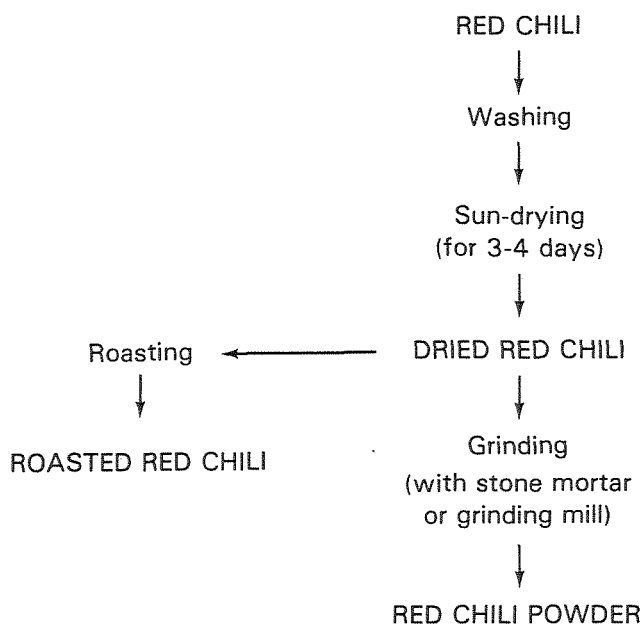 RED CHILI
Washing
Sun-drying
(for 3-4 days)
Roasting
DRIED RED CHILI
ROASTED RED CHILI
Grinding
(with stone mortar
or grinding mill)
RED CHILI POWDER